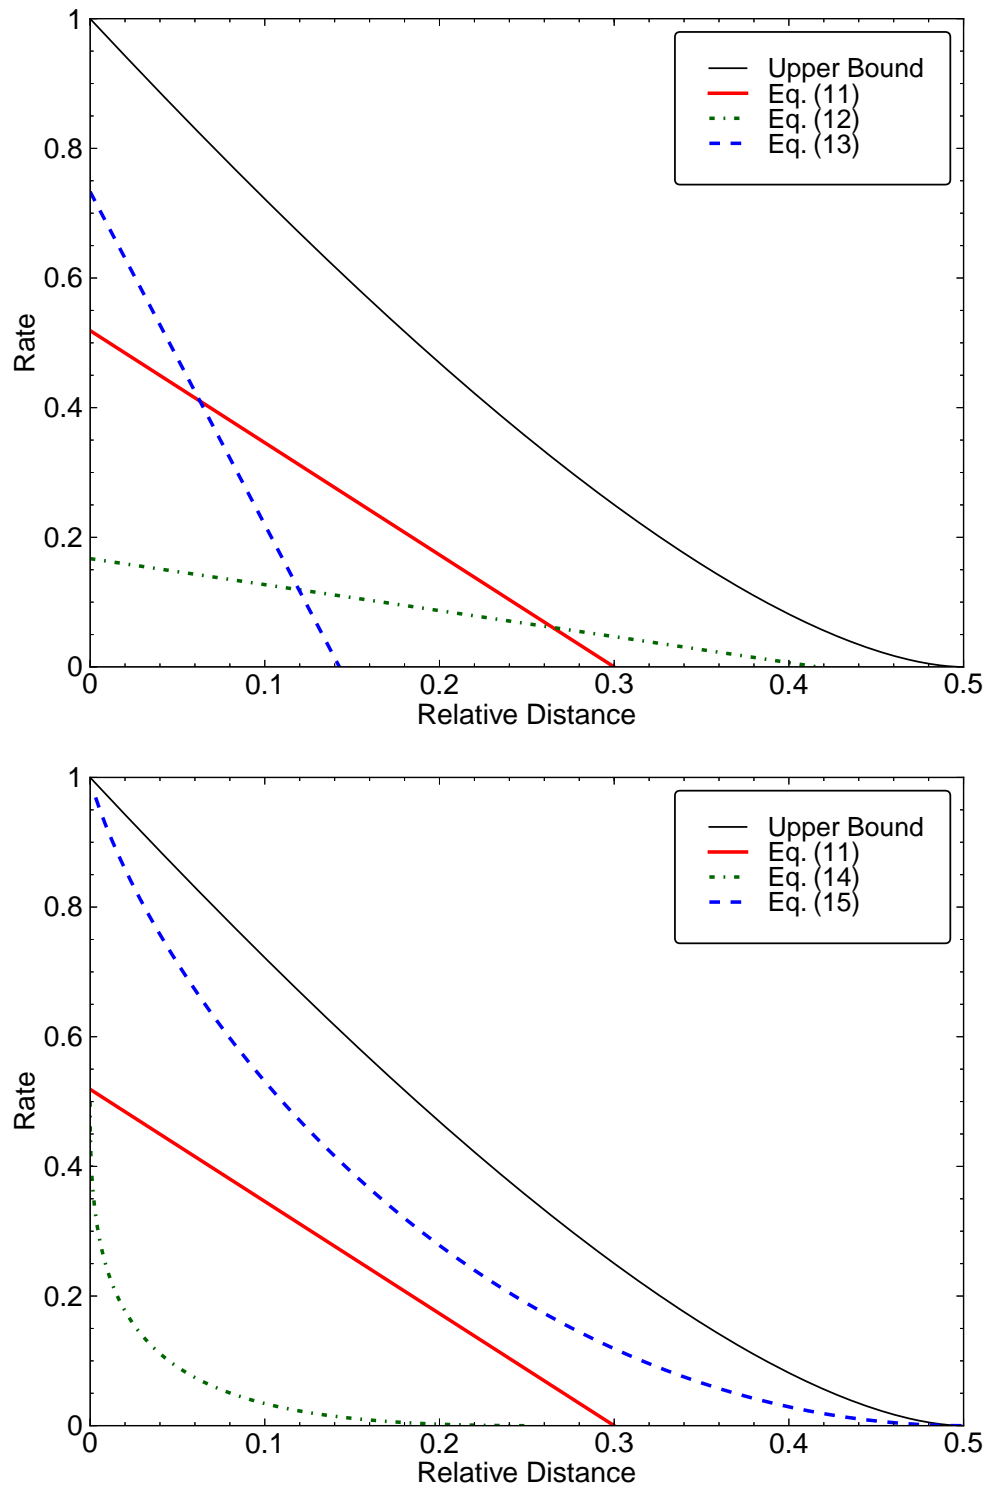 1
0.8
0.6
0.4
0.2
0
Rate
0
0.1
0.2
0.3
0.4
0.5
Relative Distance
Upper Bound
Eq. (11)
Eq. (12)
Eq. (13)
1
0.8
0.6
0.4
0.2
0
Rate
0
0.1
0.2
0.3
0.4
0.5
Relative Distance
Upper Bound
Eq. (11)
Eq. (14)
Eq. (15)